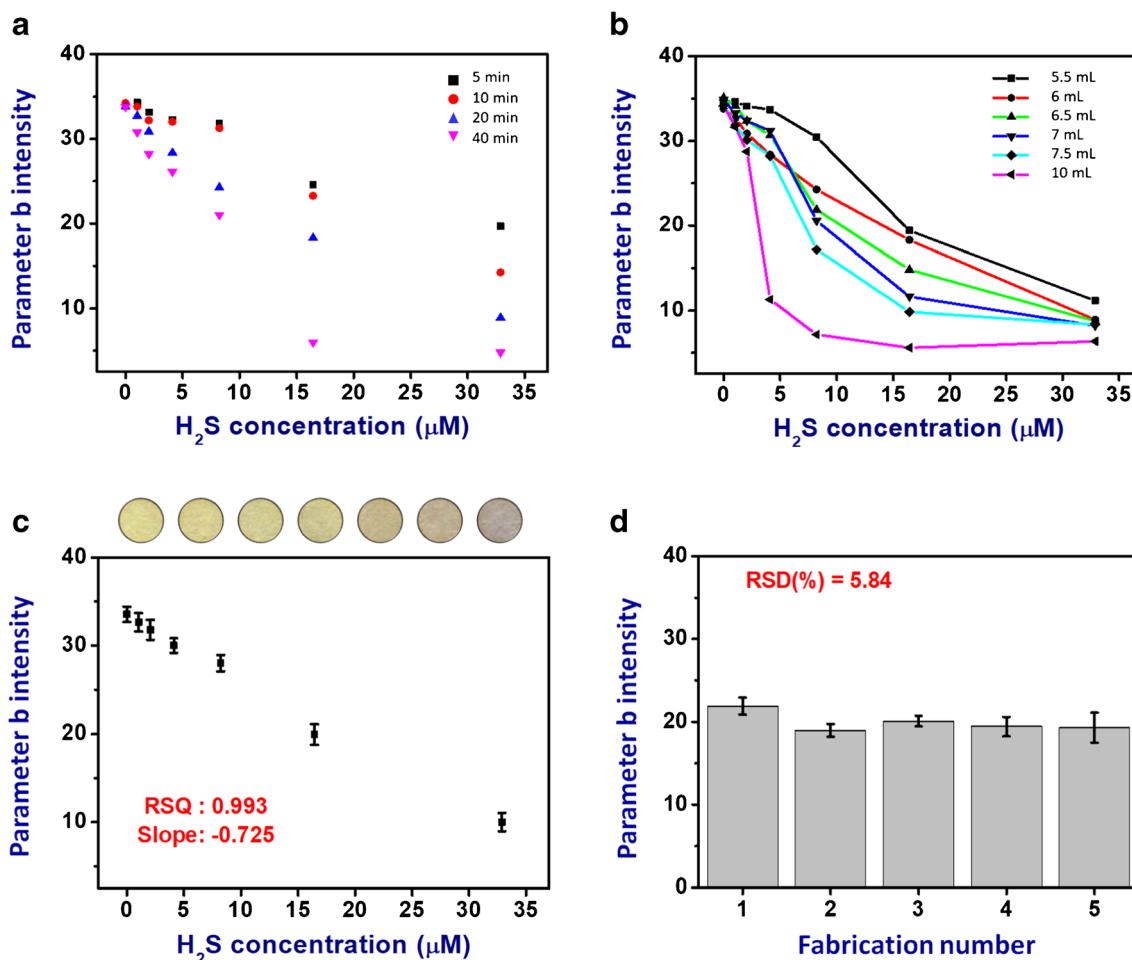 a
40
30
20
10
Parameter b intensity
5 min
10 min
20 min
40 min
0 5 10 15 20 25 30 35
H₂S concentration (μM)
b
40
30
20
10
Parameter b intensity
5.5 mL
6 mL
6.5 mL
7 mL
7.5 mL
10 mL
0 5 10 15 20 25 30 35
H₂S concentration (μM)
c
40
30
20
10
Parameter b intensity
RSQ : 0.993
Slope: -0.725
0 5 10 15 20 25 30 35
H₂S concentration (μM)
d
40
30
20
10
0
Parameter b intensity
RSD(%) = 5.84
1 2 3 4 5
Fabrication number